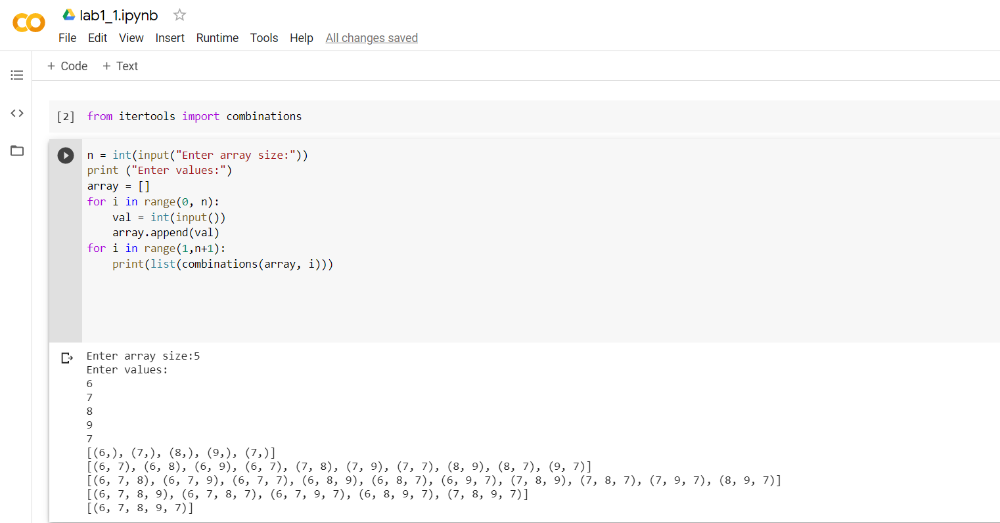 lab1_1.ipynb
File Edit View Insert Runtime Tools Help All changes saved
+ Code + Text
[2] from itertools import combinations
n = int(input("Enter array size:"))
print ("Enter values:")
array = []
for i in range(0, n):
    val = int(input())
    array.append(val)
for i in range(1,n+1):
    print(list(combinations(array, i)))
Enter array size:5
Enter values:
6
7
8
9
7
[(6,), (7,), (8,), (9,), (7,)]
[(6, 7), (6, 8), (6, 9), (6, 7), (7, 8), (7, 9), (7, 7), (8, 9), (8, 7), (9, 7)]
[(6, 7, 8), (6, 7, 9), (6, 7, 7), (6, 8, 9), (6, 8, 7), (6, 9, 7), (7, 8, 9), (7, 8, 7), (7, 9, 7), (8, 9, 7)]
[(6, 7, 8, 9), (6, 7, 8, 7), (6, 7, 9, 7), (6, 8, 9, 7), (7, 8, 9, 7)]
[(6, 7, 8, 9, 7)]